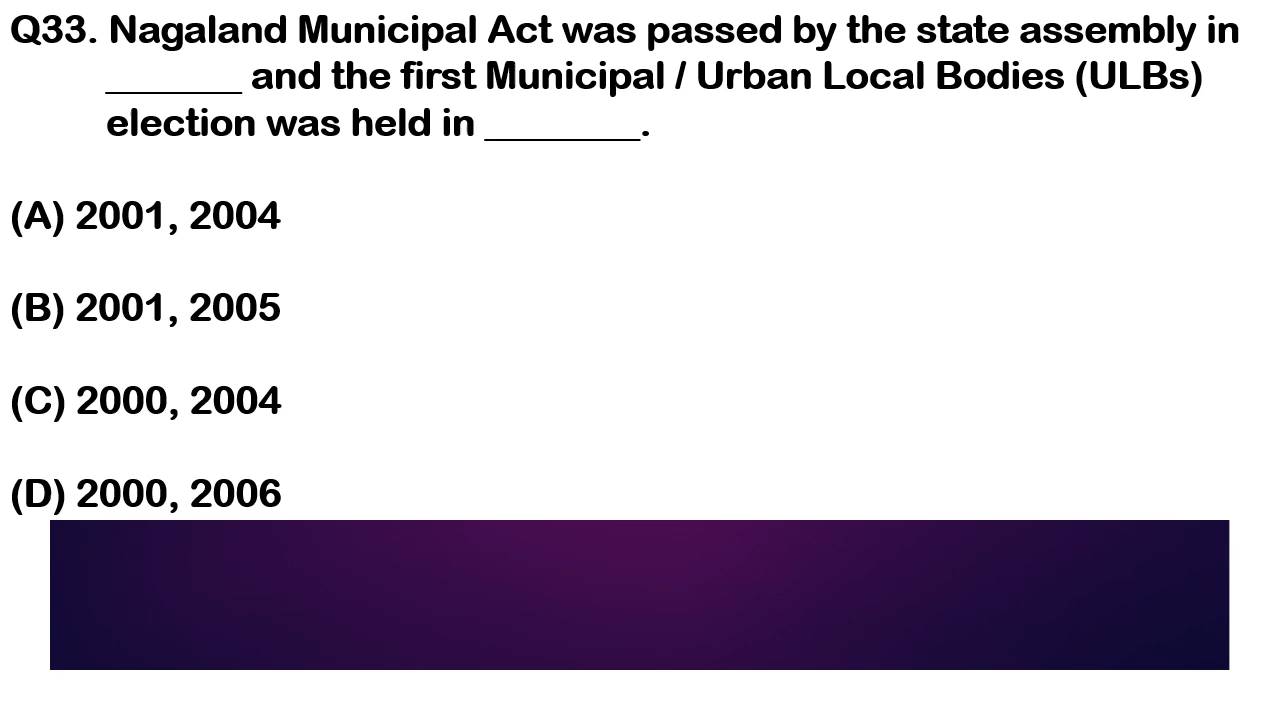 Q33. Nagaland Municipal Act was passed by the state assembly in
_______ and the first Municipal / Urban Local Bodies (ULBs)
election was held in ________.
(A) 2001, 2004
(B) 2001, 2005
(C) 2000, 2004
(D) 2000, 2006